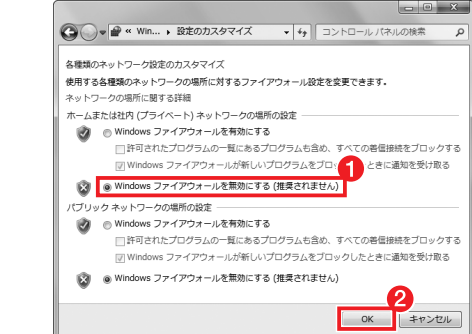 « Win... ▸ 設定のカスタマイズ
コントロール パネルの検索
各種類のネットワーク設定のカスタマイズ
使用する各種類のネットワークの場所に対するファイアウォール設定を変更できます。
ネットワークの場所に関する詳細
ホームまたは社内 (プライベート) ネットワークの場所の設定
Windows ファイアウォールを有効にする
許可されたプログラムの一覧にあるプログラムも含め、すべての着信接続をブロックする
Windows ファイアウォールが新しいプログラムをブロ ときに通知を受け取る
1
Windows ファイアウォールを無効にする (推奨されません)
パブリック ネットワークの場所の設定
Windows ファイアウォールを有効にする
許可されたプログラムの一覧にあるプログラムも含め、すべての着信接続をブロックする
Windows ファイアウォールが新しいプログラムをブロックしたときに通知を受け取る
Windows ファイアウォールを無効にする (推奨されません)
2
OK キャンセル